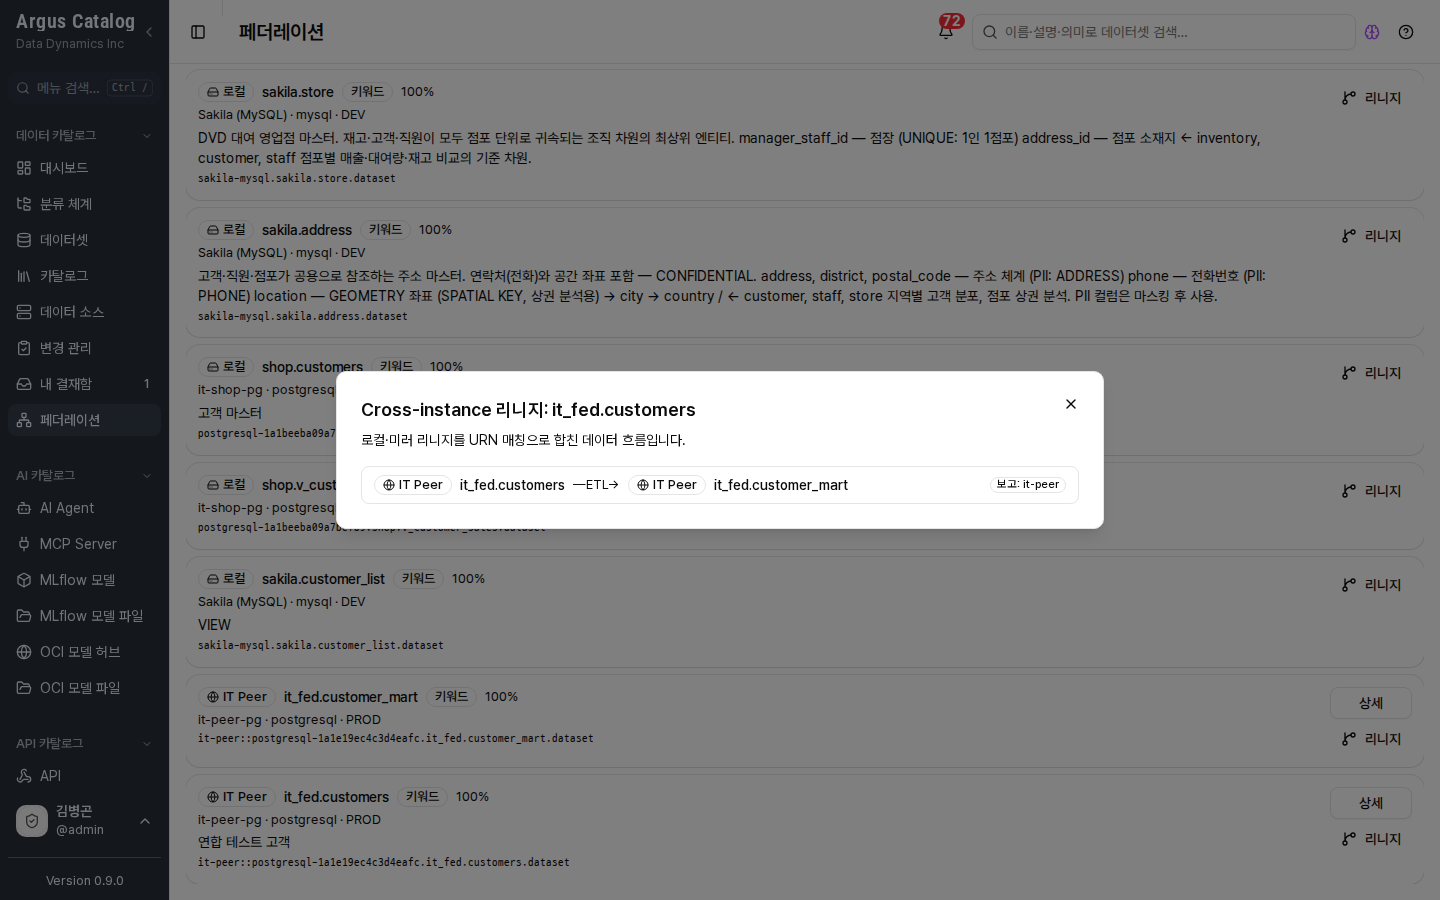 Argus Catalog
Data Dynamics Inc
메뉴 검색... Ctrl /
데이터 카탈로그
대시보드
분류 체계
데이터셋
카탈로그
데이터 소스
변경 관리
내 결재함 1
페더레이션
AI 카탈로그
AI Agent
MCP Server
MLflow 모델
MLflow 모델 파일
OCI 모델 허브
OCI 모델 파일
API 카탈로그
API
김병곤
@admin
Version 0.9.0
페더레이션
72
이름·설명·의미로 데이터셋 검색...
로컬 sakila.store 키워드 100%
리니지
Sakila (MySQL) · mysql · DEV
DVD 대여 영업점 마스터. 재고·고객·직원이 모두 점포 단위로 귀속되는 조직 차원의 최상위 엔티티. manager_staff_id — 점장 (UNIQUE: 1인 1점포) address_id — 점포 소재지 ← inventory,
customer, staff 점포별 매출·대여량·재고 비교의 기준 차원.
sakila-mysql.sakila.store.dataset
로컬 sakila.address 키워드 100%
리니지
Sakila (MySQL) · mysql · DEV
고객·직원·점포가 공용으로 참조하는 주소 마스터. 연락처(전화)와 공간 좌표 포함 — CONFIDENTIAL. address, district, postal_code — 주소 체계 (PII: ADDRESS) phone — 전화번호 (PII:
PHONE) location — GEOMETRY 좌표 (SPATIAL KEY, 상권 분석용) → city → country / ← customer, staff, store 지역별 고객 분포, 점포 상권 분석. PII 컬럼은 마스킹 후 사용.
sakila-mysql.sakila.address.dataset
로컬 shop.customers 키워드 100%
리니지
it-shop-pg · postgresq
고객 마스터
postgresql-1a1beeba09a7
로컬 shop.v_cust
리니지
it-shop-pg · postgresq
Cross-instance 리니지: it_fed.customers
로컬·미러 리니지를 URN 매칭으로 합친 데이터 흐름입니다.
IT Peer it_fed.customers —ETL→ IT Peer it_fed.customer_mart 보고: it-peer
로컬 sakila.customer_list 키워드 100%
리니지
Sakila (MySQL) · mysql · DEV
VIEW
sakila-mysql.sakila.customer_list.dataset
IT Peer it_fed.customer_mart 키워드 100%
상세
it-peer-pg · postgresql · PROD
it-peer::postgresql-1a1e19ec4c3d4eafc.it_fed.customer_mart.dataset
리니지
IT Peer it_fed.customers 키워드 100%
상세
it-peer-pg · postgresql · PROD
연합 테스트 고객
리니지
it-peer::postgresql-1a1e19ec4c3d4eafc.it_fed.customers.dataset